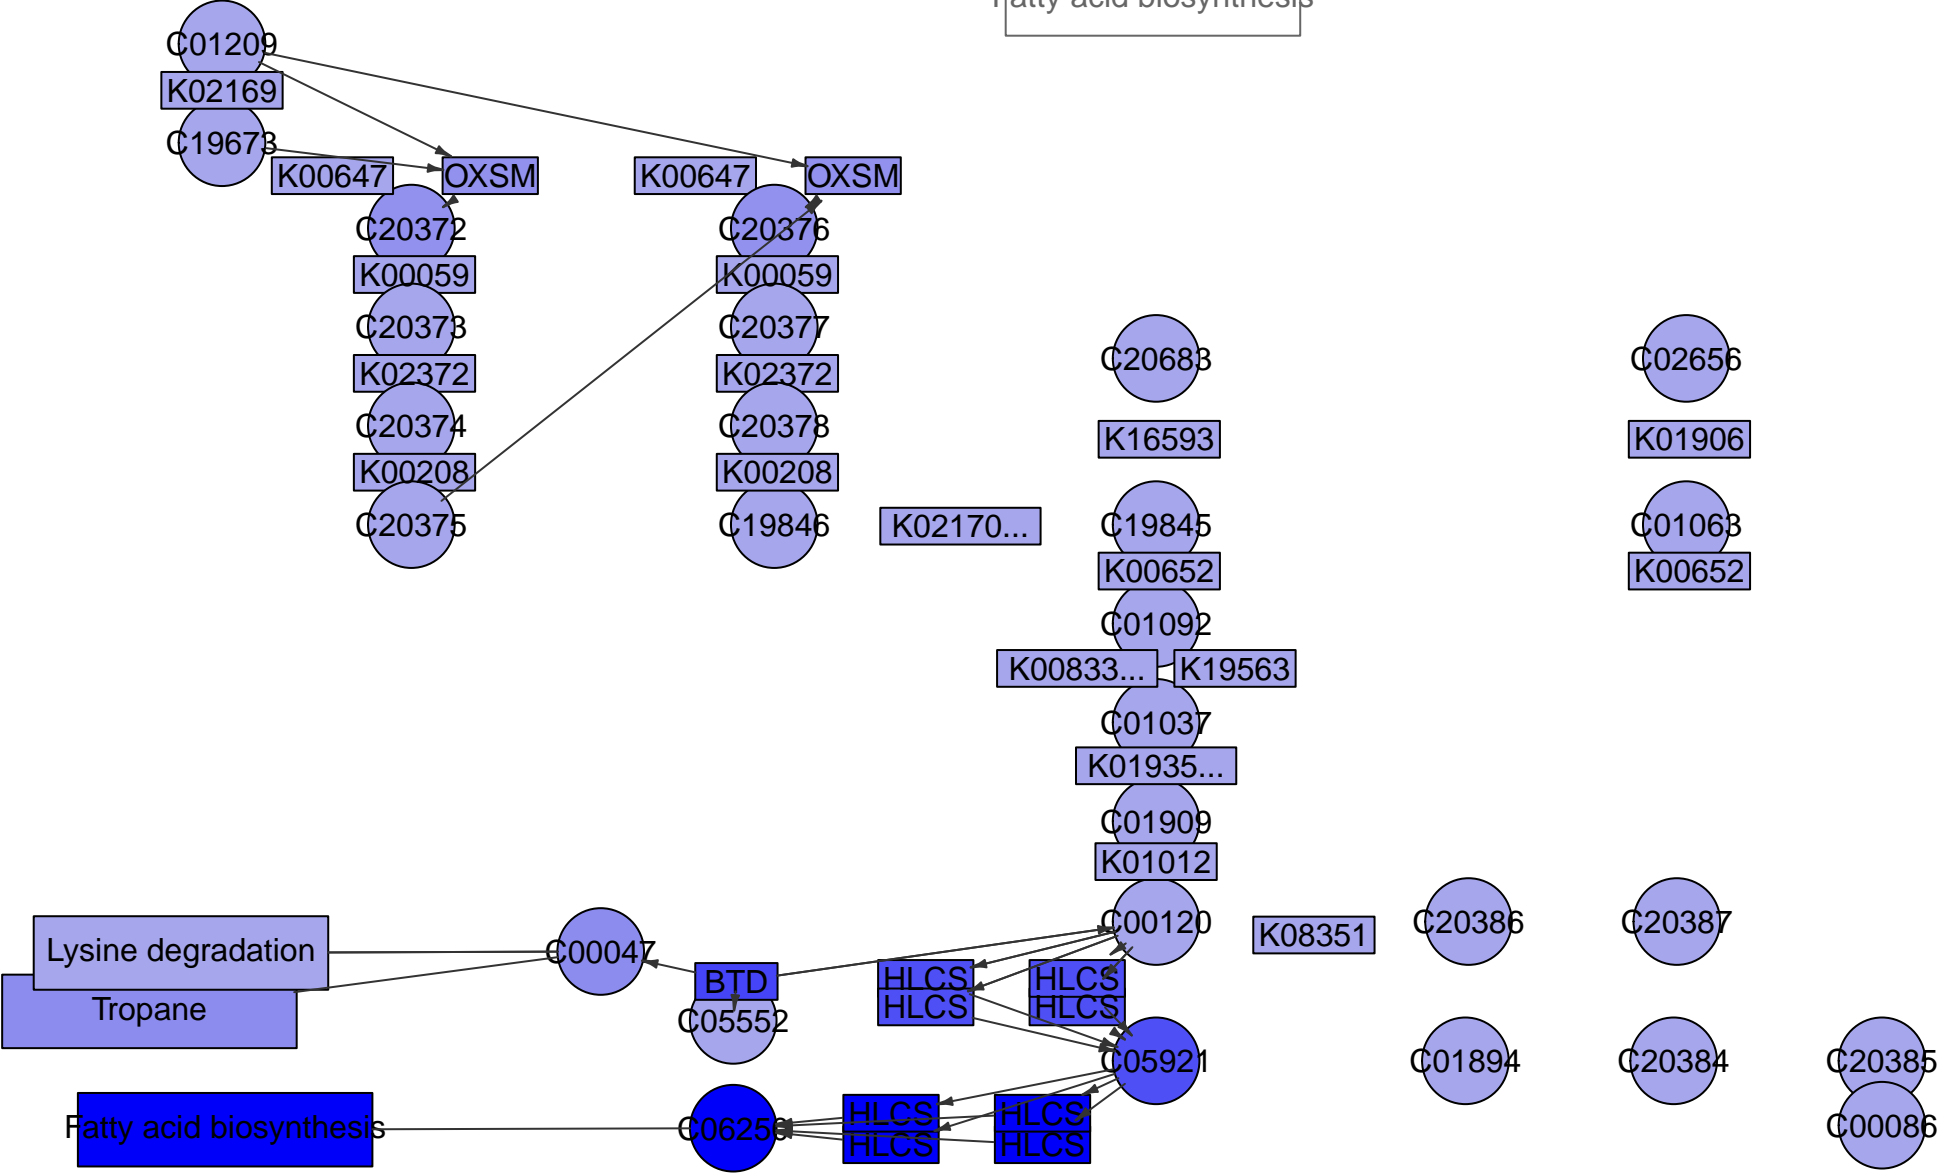 Fatty acid biosynthesis
C01209
K02169
C19673
K00647
OXSM
K00647
OXSM
C20372
C20376
K00059
K00059
C20373
C20377
C20683
C02656
K02372
K02372
C20374
C20378
K16593
K01906
K00208
K00208
C20375
C19846
K02170...
C19845
C01063
K00652
K00652
C01092
K00833...
K19563
C01037
K01935...
C01909
K01012
C00120
K08351
C20386
C20387
Lysine degradation
C00047
BTD
HLCS
HLCS
Tropane
C05552
HLCS
HLCS
C05921
C01894
C20384
C20385
Fatty acid biosynthesis
C06250
HLCS
HLCS
C00086
HLCS
HLCS